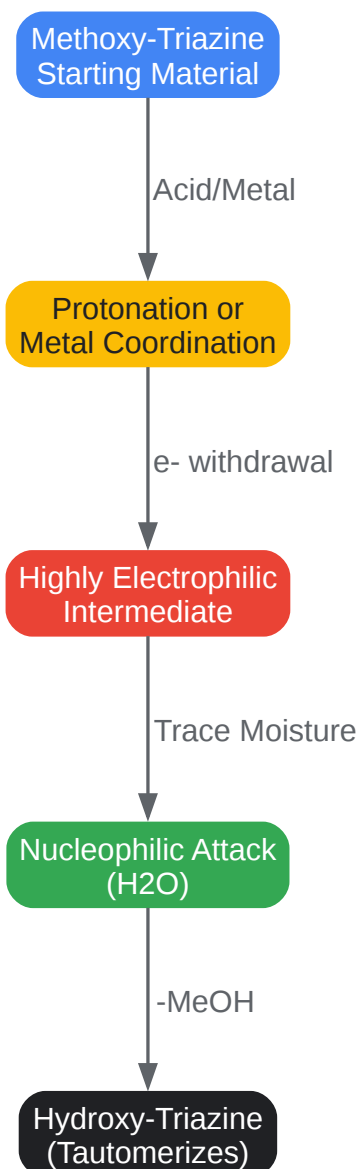 Methoxy-Triazine
Starting Material
Acid/Metal
Protonation or
Metal Coordination
e- withdrawal
Highly Electrophilic
Intermediate
Trace Moisture
Nucleophilic Attack
(H2O)
-MeOH
Hydroxy-Triazine
(Tautomerizes)